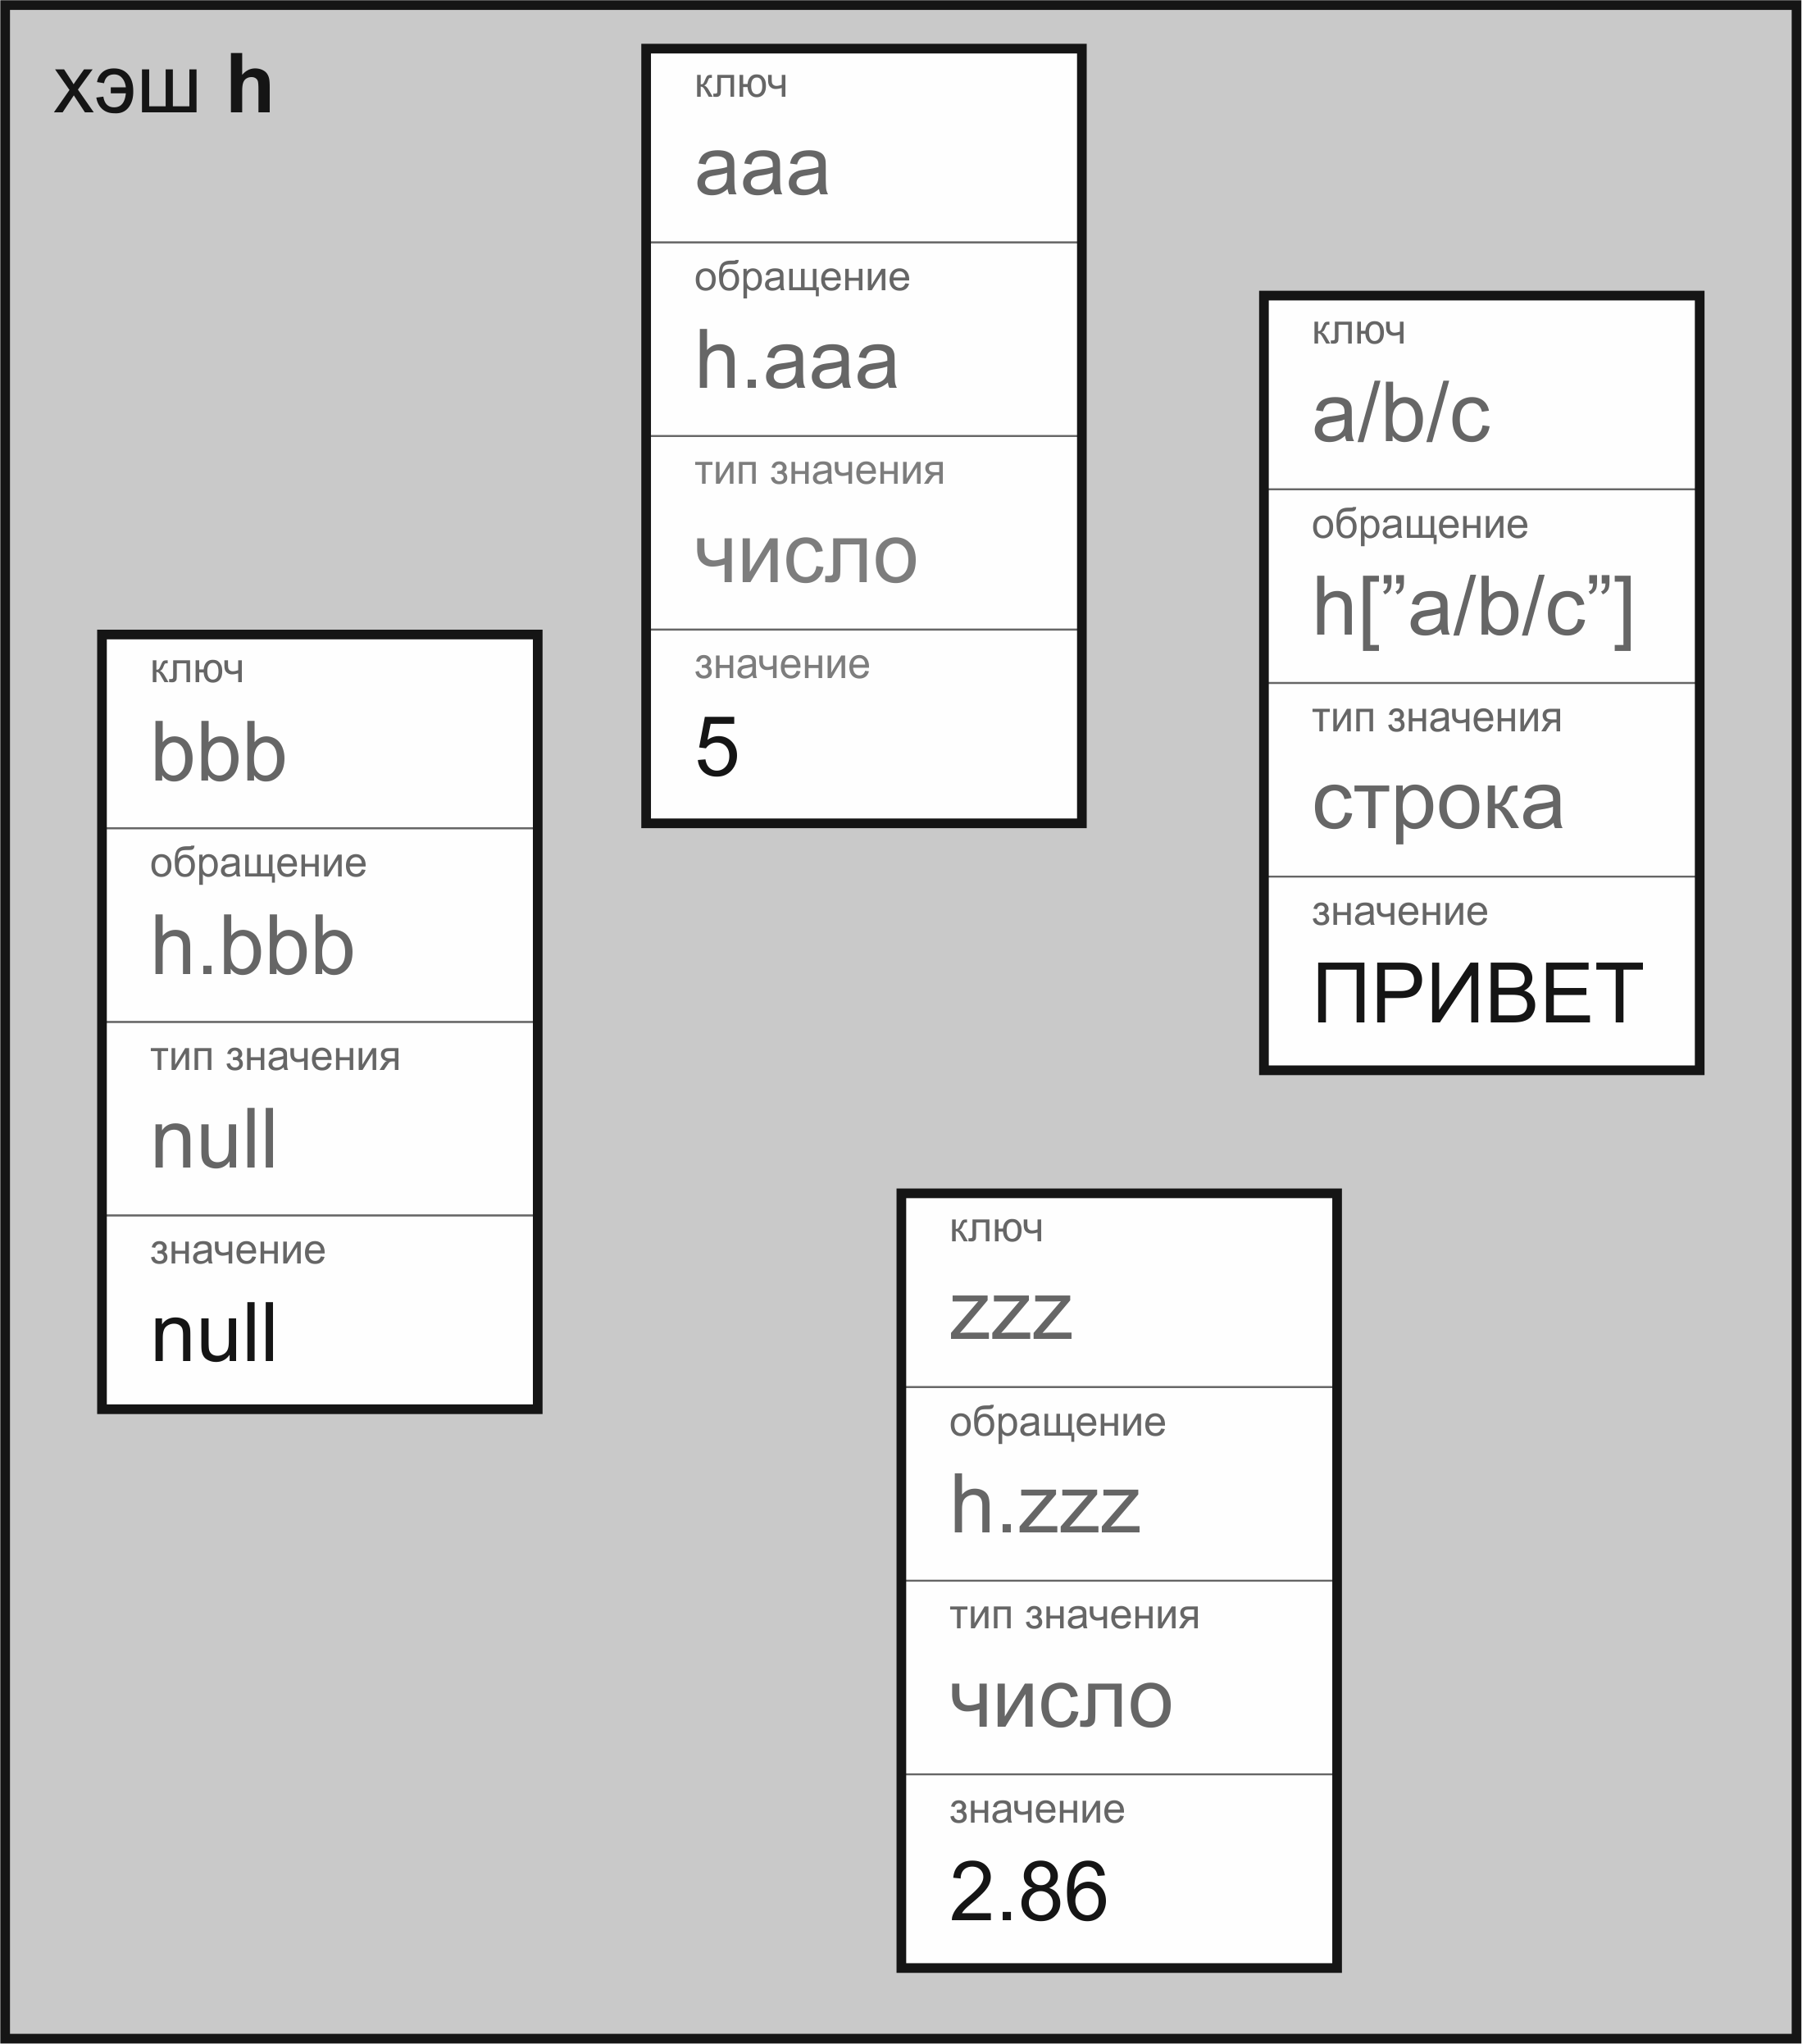 хэш h
ключ
aaa
обращение
h.aaa
тип значения
число
значение
5
ключ
a/b/c
обращение
h[”a/b/c”]
тип значения
строка
значение
ПРИВЕТ
ключ
bbb
обращение
h.bbb
тип значения
null
значение
null
ключ
zzz
обращение
h.zzz
тип значения
число
значение
2.86